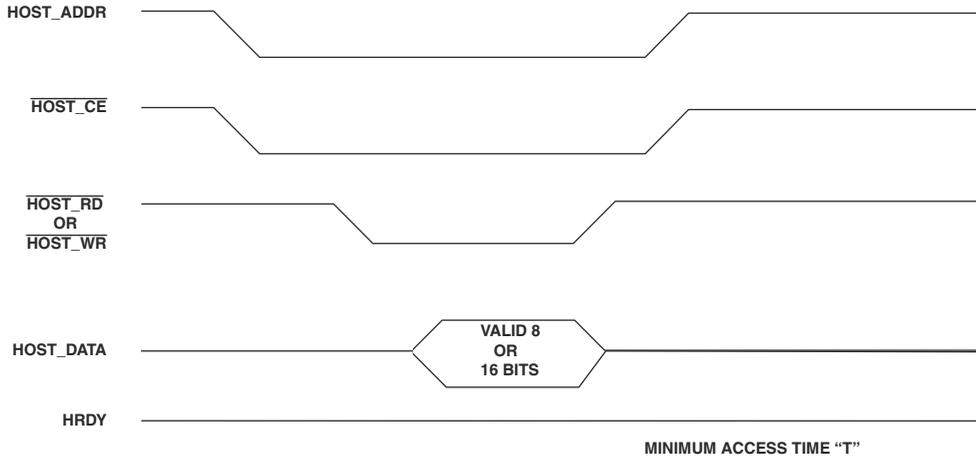 HOST_ADDR
HOST_CE
HOST_RD
OR
HOST_WR
HOST_DATA
VALID 8
OR
16 BITS
HRDY
MINIMUM ACCESS TIME “T”